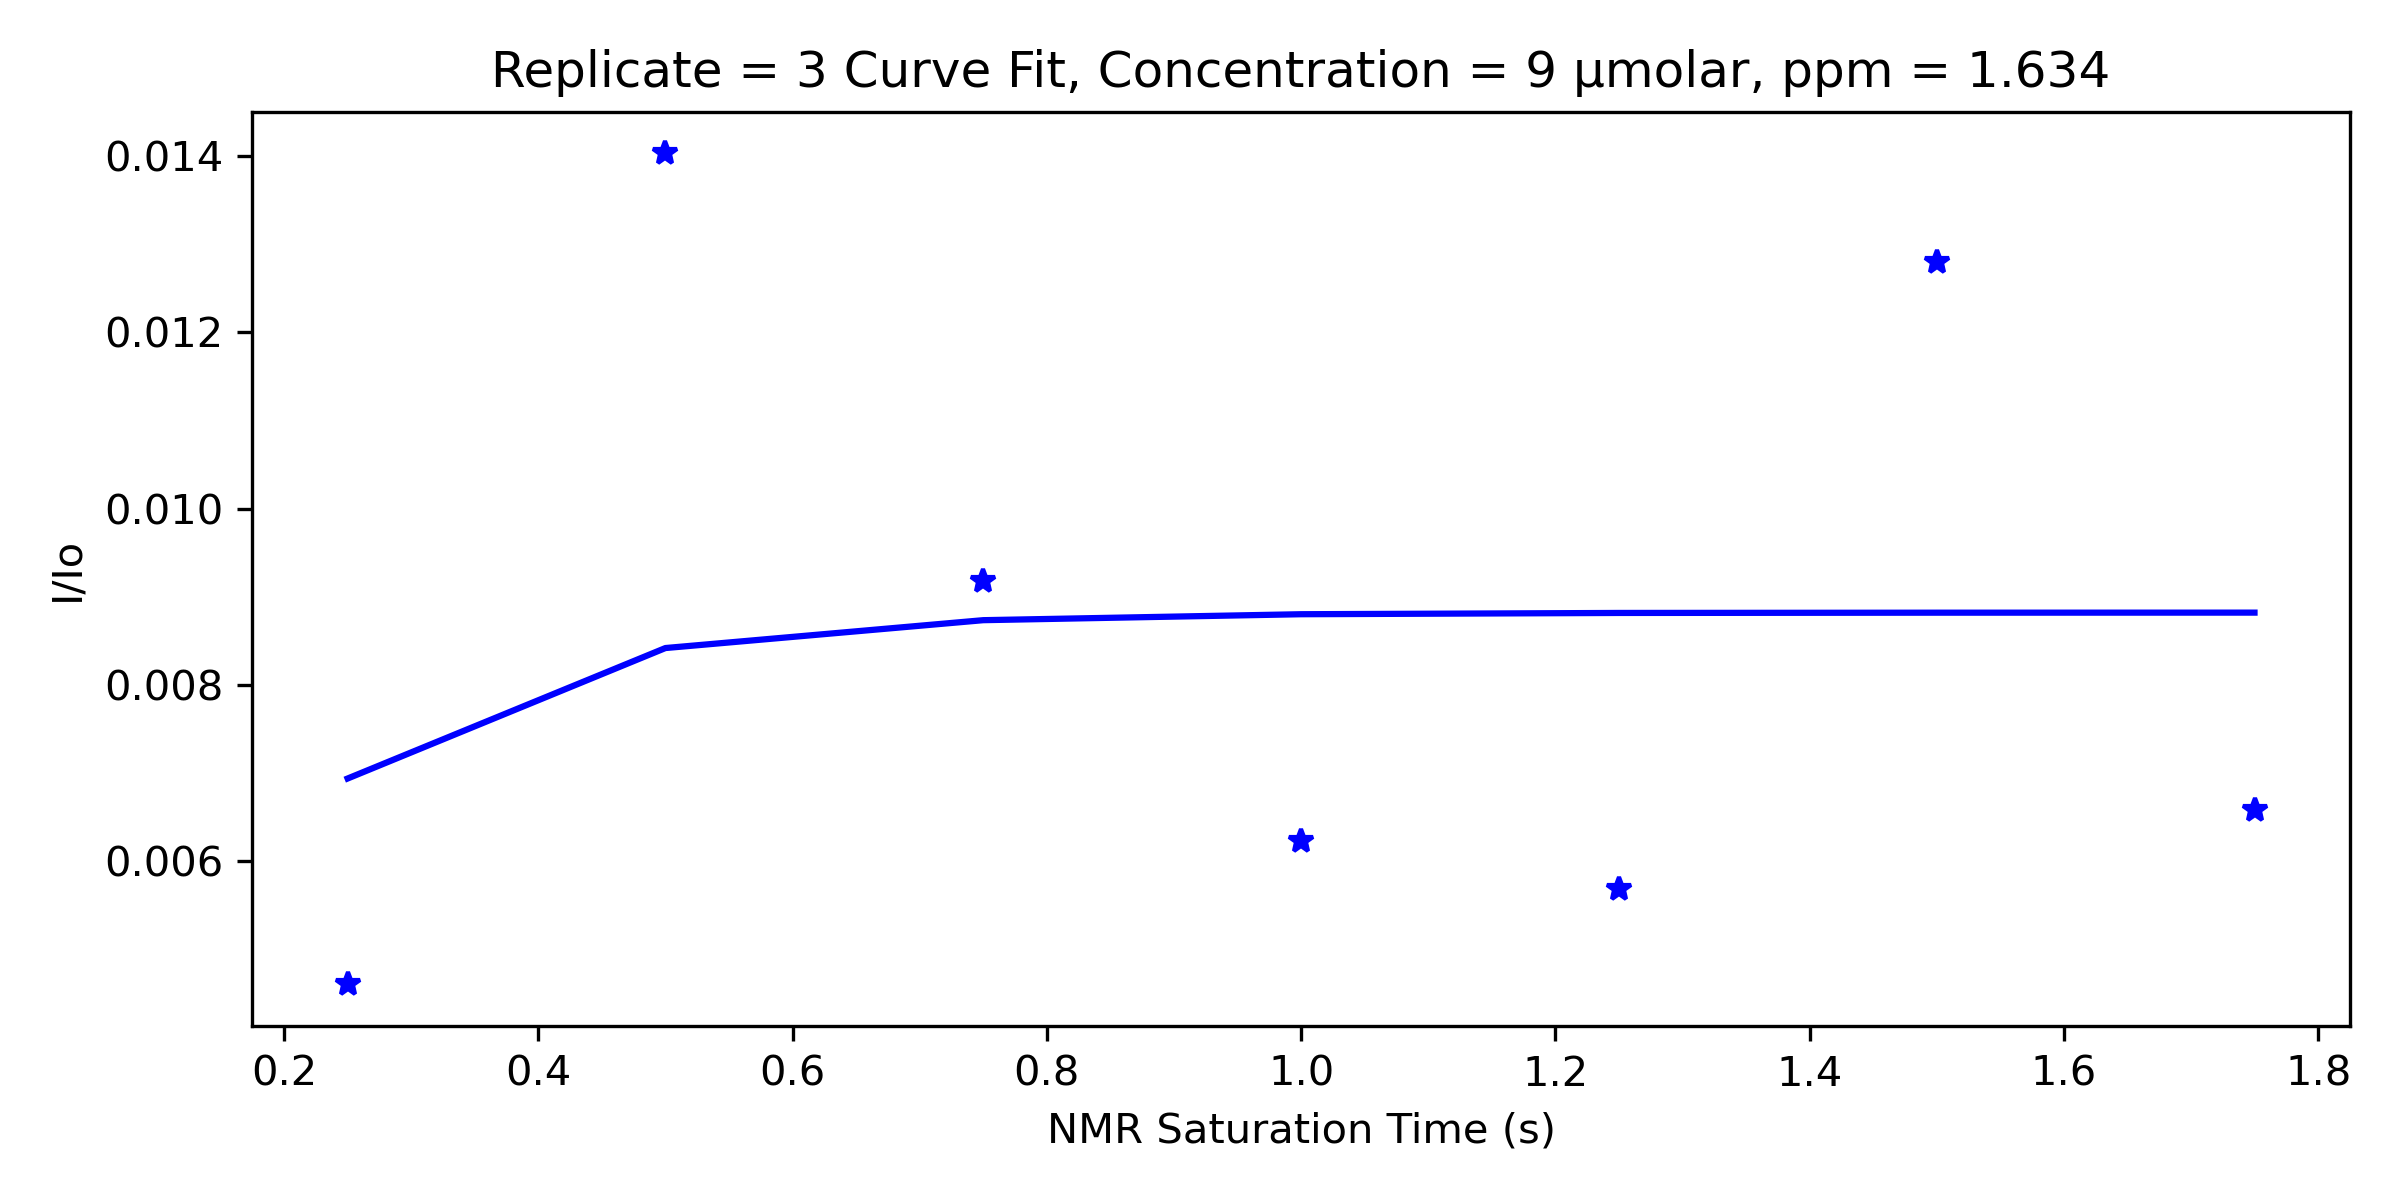 Replicate = 3 Curve Fit, Concentration = 9 μmolar, ppm = 1.634
0.014
0.012
0.010
0.008
0.006
I/Io
0.2 0.4 0.6 0.8 1.0 1.2 1.4 1.6 1.8
NMR Saturation Time (s)